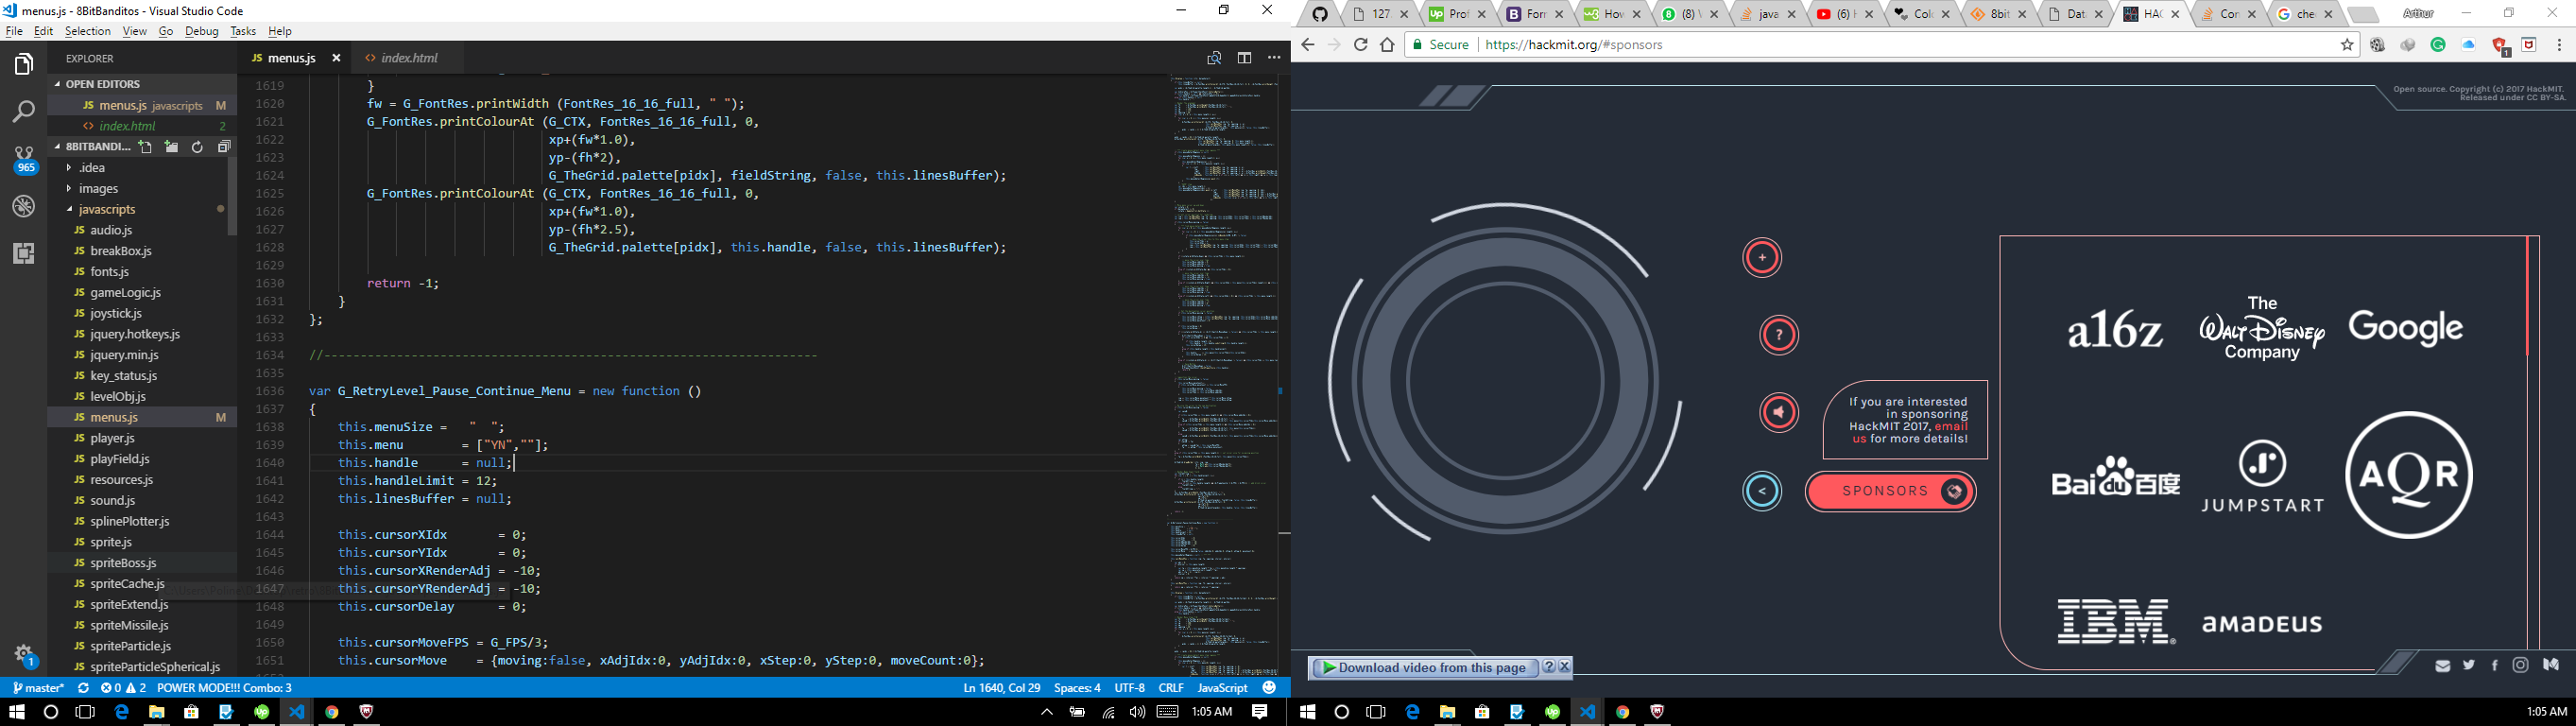 menus.js - 8BitBanditos - Visual Studio Code
File Edit Selection View Go Debug Tasks Help
EXPLORER
OPEN EDITORS
JS menus.js javascripts M
<> index.html 2
8BITBANDI...
965
.idea
images
javascripts
JS audio.js
JS breakBox.js
JS fonts.js
JS gameLogic.js
JS joystick.js
JS jquery.hotkeys.js
JS jquery.min.js
JS key_status.js
JS levelObj.js
JS menus.js M
JS player.js
JS playField.js
JS resources.js
JS sound.js
JS splinePlotter.js
JS sprite.js
JS spriteBoss.js
JS spriteCache.js
JS spriteExtend.js
JS spriteMissile.js
JS spriteParticle.js
JS spriteParticleSpherical.js
1
JS menus.js
<> index.html
1619 }
1620 fw = G_FontRes.printWidth (FontRes_16_16_full, " ");
1621 G_FontRes.printColourAt (G_CTX, FontRes_16_16_full, 0,
1622 xp+(fw*1.0),
1623 yp-(fh*2),
1624 G_TheGrid.palette[pidx], fieldString, false, this.linesBuffer);
1625 G_FontRes.printColourAt (G_CTX, FontRes_16_16_full, 0,
1626 xp+(fw*1.0),
1627 yp-(fh*2.5),
1628 G_TheGrid.palette[pidx], this.handle, false, this.linesBuffer);
1629
1630 return -1;
1631 }
1632 };
1633
1634 //--------------------------------------------------------------------
1635
1636 var G_RetryLevel_Pause_Continue_Menu = new function ()
1637 {
1638 this.menuSize = "  ";
1639 this.menu = ["YN",""];
1640 this.handle = null;
1641 this.handleLimit = 12;
1642 this.linesBuffer = null;
1643
1644 this.cursorXIdx = 0;
1645 this.cursorYIdx = 0;
1646 this.cursorXRenderAdj = -10;
1647 this.cursorYRenderAdj = -10;
1648 this.cursorDelay = 0;
1649
1650 this.cursorMoveFPS = G_FPS/3;
1651 this.cursorMove = {moving:false, xAdjIdx:0, yAdjIdx:0, xStep:0, yStep:0, moveCount:0};
master* 0 2 POWER MODE!!! Combo: 3 Ln 1640, Col 29 Spaces: 4 UTF-8 CRLF JavaScript
1:05 AM
127. Prof Forr How (8) \ java (6) H Colo 8bit Data HAC Cor che Arthur
Secure https://hackmit.org/#sponsors
1
Open source. Copyright (c) 2017 HackMIT.
Released under CC BY-SA.
+
?
<
If you are interested
in sponsoring
HackMIT 2017, email
us for more details!
SPONSORS
a16z
The
WALT DISNEY
Company
Google
Bai du 百度
JUMPSTART
AQR
IBM
amadeus
Download video from this page ? X
1:05 AM